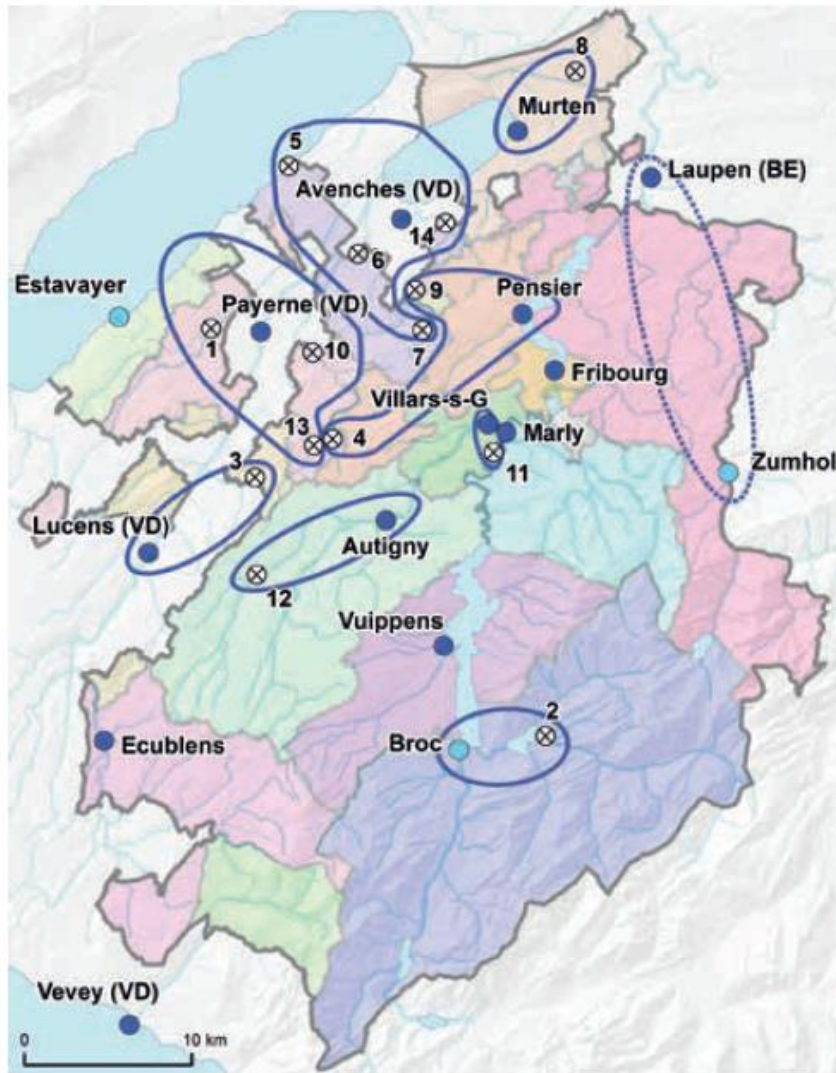 8
Murten
5
Laupen (BE)
Avenches (VD)
14
6
Estavayer
9
Payerne (VD)
Pensier
1
7
10
Fribourg
Villars-s-G
13
4
Marly
3
11
Zumhol
Lucens (VD)
Autigny
12
Vuippens
2
Ecublens
Broc
Vevey (VD)
0 10 km